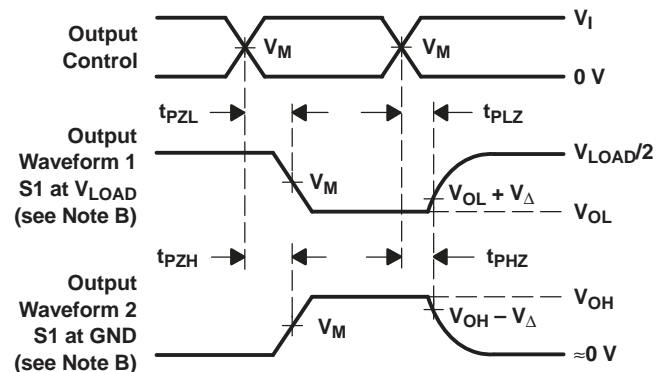 Output
Control
V_M
V_M
V_I
0 V
t_PZL
t_PLZ
Output
Waveform 1
S1 at V_LOAD
(see Note B)
V_M
V_LOAD/2
V_OL + V_Δ
V_OL
t_PZH
t_PHZ
Output
Waveform 2
S1 at GND
(see Note B)
V_M
V_OH
V_OH − V_Δ
≈0 V